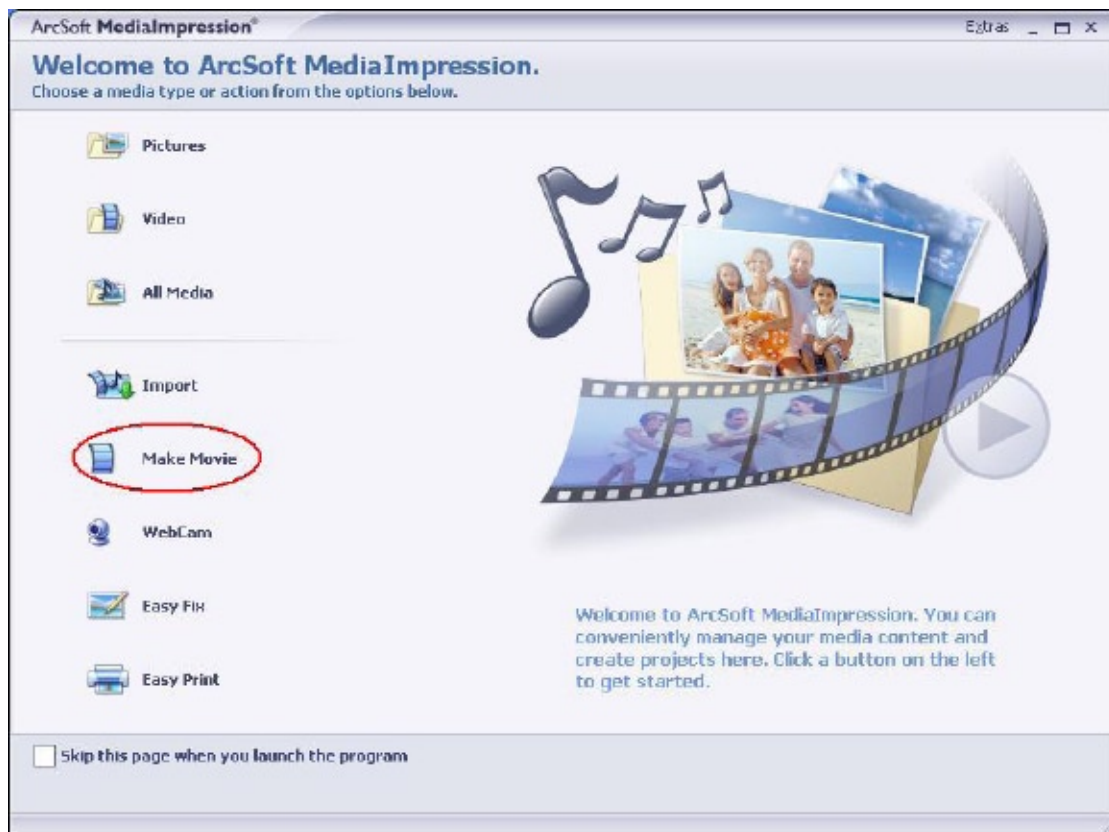 ArcSoft MediaImpression®
Extras
Welcome to ArcSoft MediaImpression.
Choose a media type or action from the options below.
Pictures
Video
All Media
Import
Make Movie
WebCam
Easy Fix
Easy Print
Welcome to ArcSoft MediaImpression. You can
conveniently manage your media content and
create projects here. Click a button on the left
to get started.
Skip this page when you launch the program